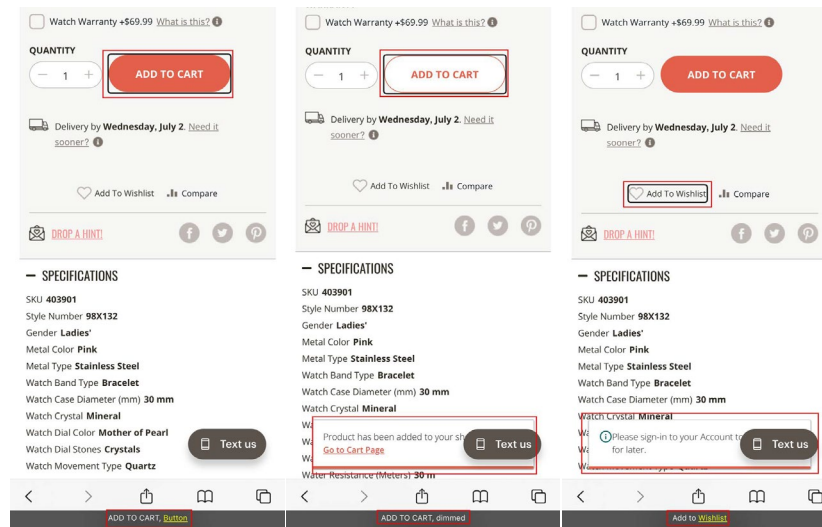 Watch Warranty +$69.99 What is this?
QUANTITY
− 1 + ADD TO CART
Delivery by Wednesday, July 2. Need it
sooner?
Add To Wishlist Compare
DROP A HINT!
− SPECIFICATIONS
SKU 403901
Style Number 98X132
Gender Ladies'
Metal Color Pink
Metal Type Stainless Steel
Watch Band Type Bracelet
Watch Case Diameter (mm) 30 mm
Watch Crystal Mineral
Watch Dial Color Mother of Pearl
Watch Dial Stones Crystals
Watch Movement Type Quartz
Text us
ADD TO CART, Button
Watch Warranty +$69.99 What is this?
QUANTITY
− 1 + ADD TO CART
Delivery by Wednesday, July 2. Need it
sooner?
Add To Wishlist Compare
DROP A HINT!
− SPECIFICATIONS
SKU 403901
Style Number 98X132
Gender Ladies'
Metal Color Pink
Metal Type Stainless Steel
Watch Band Type Bracelet
Watch Case Diameter (mm) 30 mm
Watch Crystal Mineral
Product has been added to your sh
Go to Cart Page
Text us
Water Resistance (Meters) 30 m
ADD TO CART, dimmed
Watch Warranty +$69.99 What is this?
QUANTITY
− 1 + ADD TO CART
Delivery by Wednesday, July 2. Need it
sooner?
Add To Wishlist Compare
DROP A HINT!
− SPECIFICATIONS
SKU 403901
Style Number 98X132
Gender Ladies'
Metal Color Pink
Metal Type Stainless Steel
Watch Band Type Bracelet
Watch Case Diameter (mm) 30 mm
Watch Crystal Mineral
Please sign-in to your Account to
for later.
Text us
Add to Wishlist